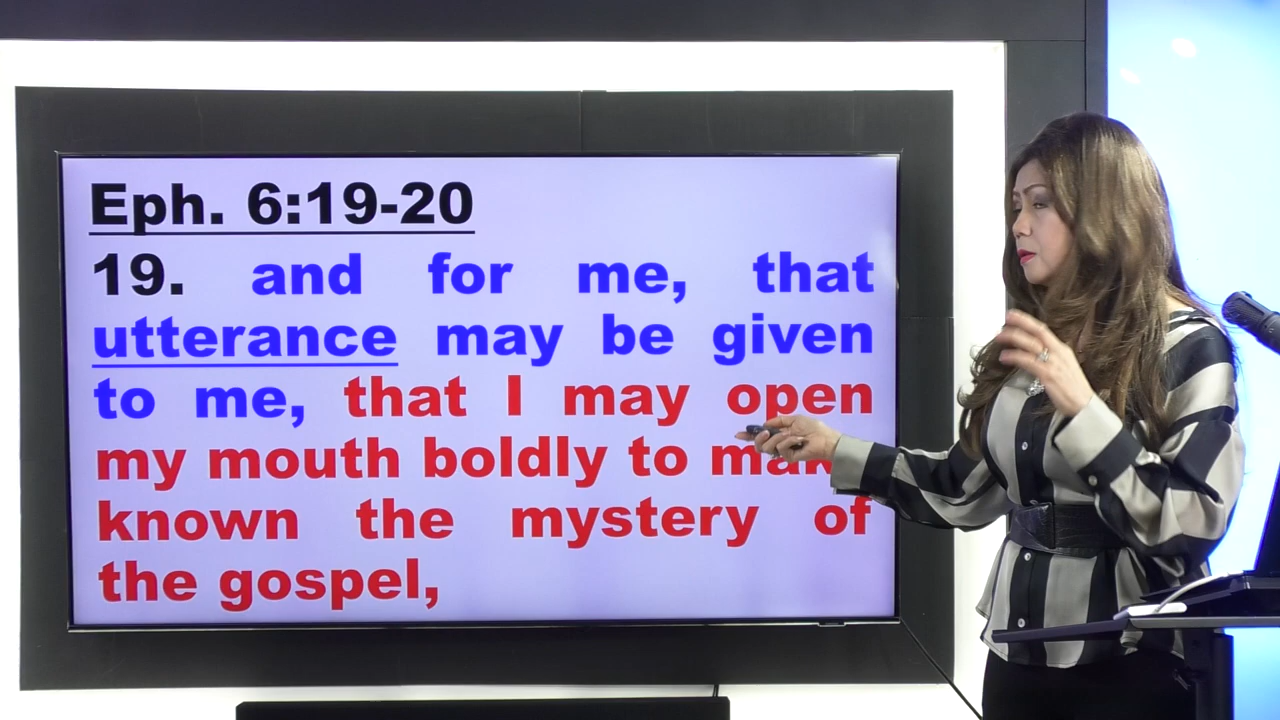 Eph. 6:19-20
19. and for me, that
utterance may be given
to me, that I may open
my mouth boldly to
known the mystery of
the gospel,